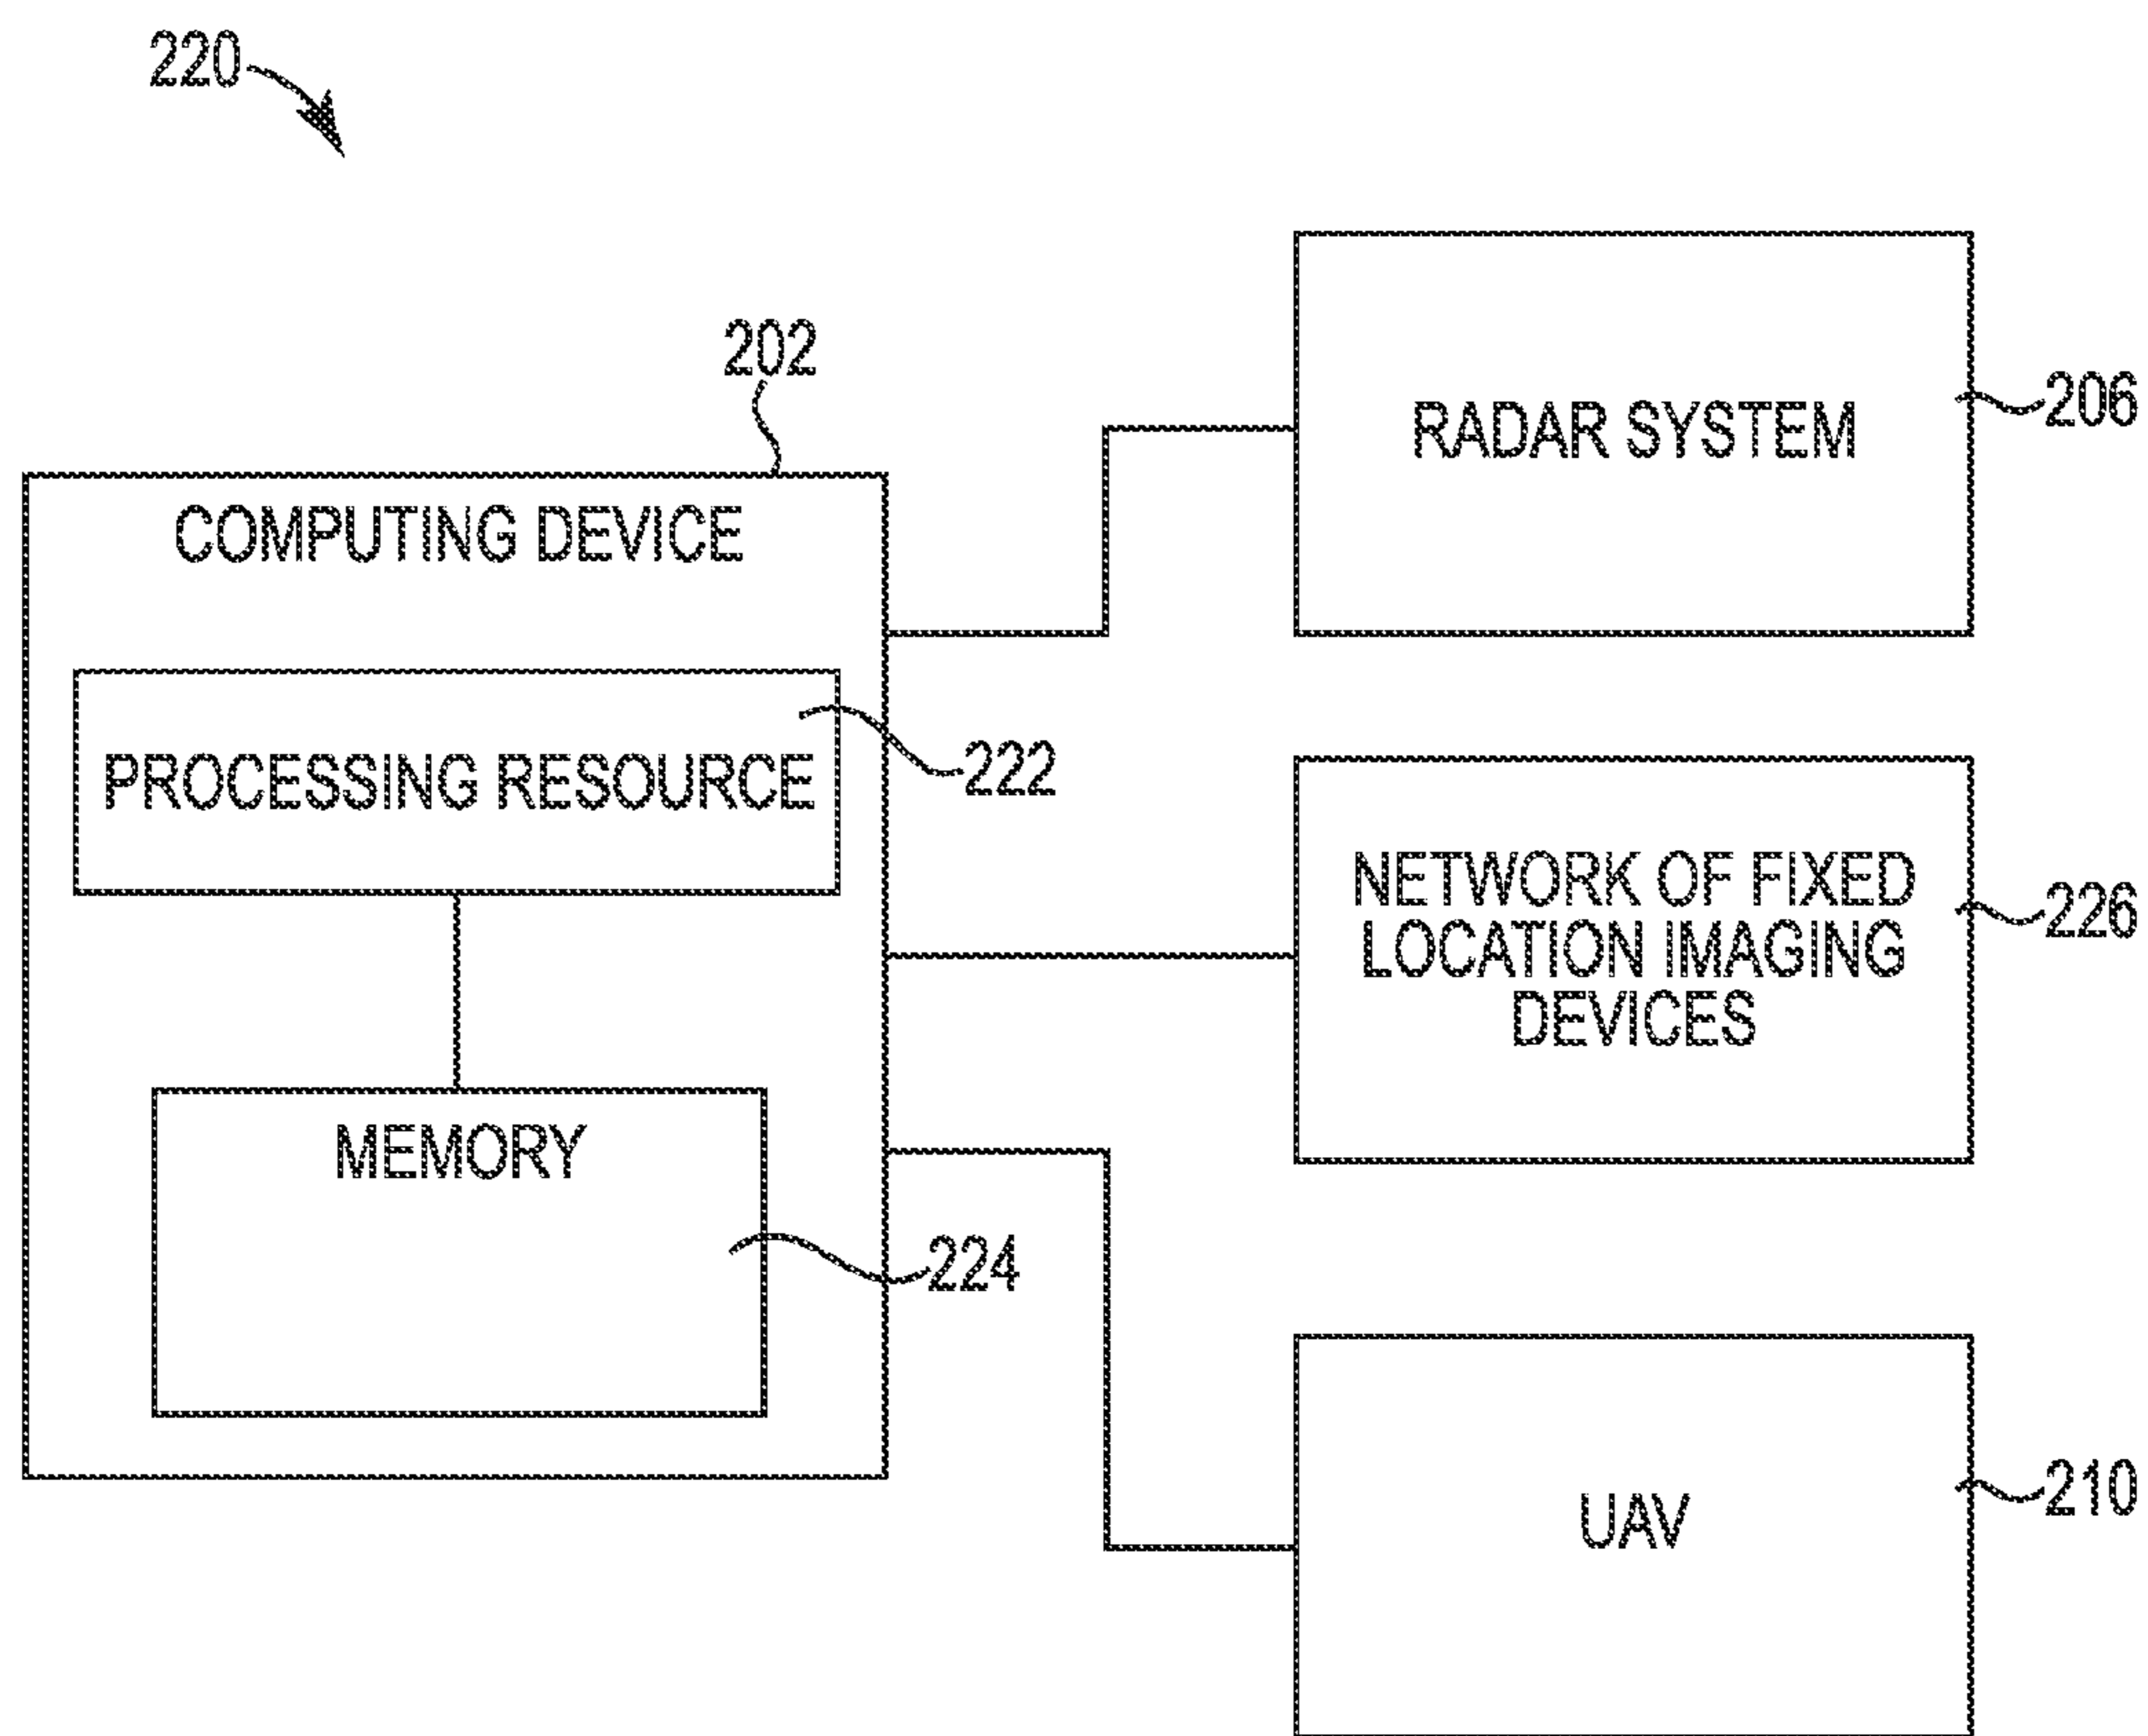 220
202
COMPUTING DEVICE
PROCESSING RESOURCE
222
MEMORY
224
RADAR SYSTEM
206
NETWORK OF FIXED
LOCATION IMAGING
DEVICES
226
UAV
210